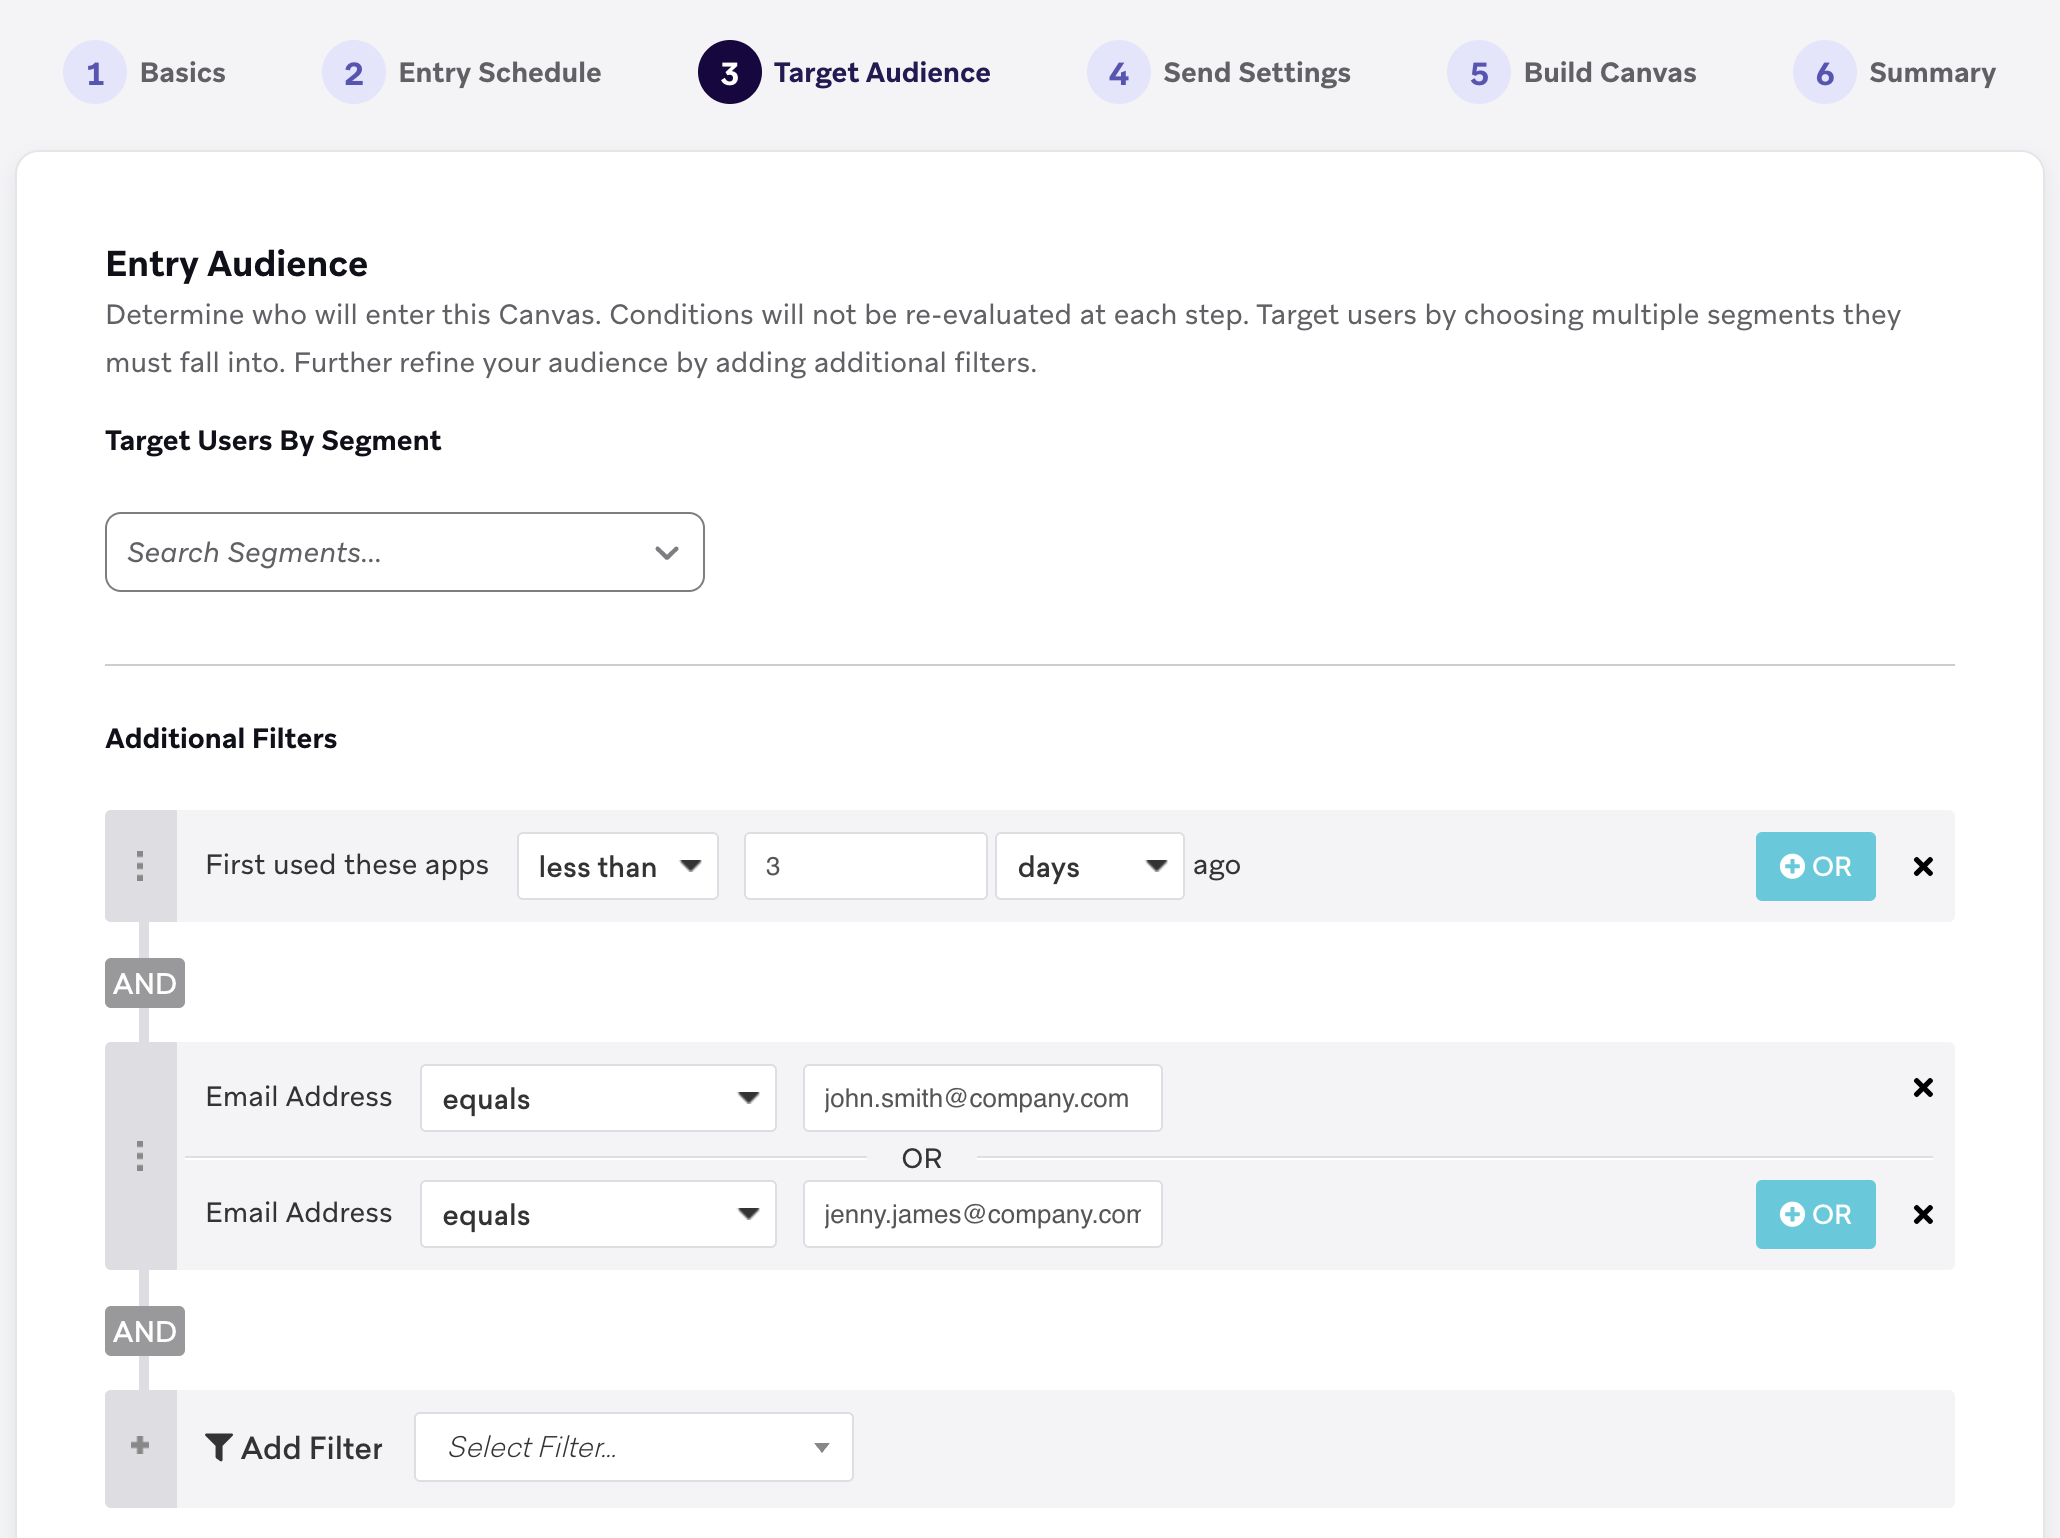 1 Basics 2 Entry Schedule 3 Target Audience 4 Send Settings 5 Build Canvas 6 Summary
Entry Audience
Determine who will enter this Canvas. Conditions will not be re-evaluated at each step. Target users by choosing multiple segments they
must fall into. Further refine your audience by adding additional filters.
Target Users By Segment
Search Segments...
Additional Filters
First used these apps less than 3 days ago OR
AND
Email Address equals john.smith@company.com
OR
Email Address equals jenny.james@company.com OR
AND
Add Filter Select Filter...